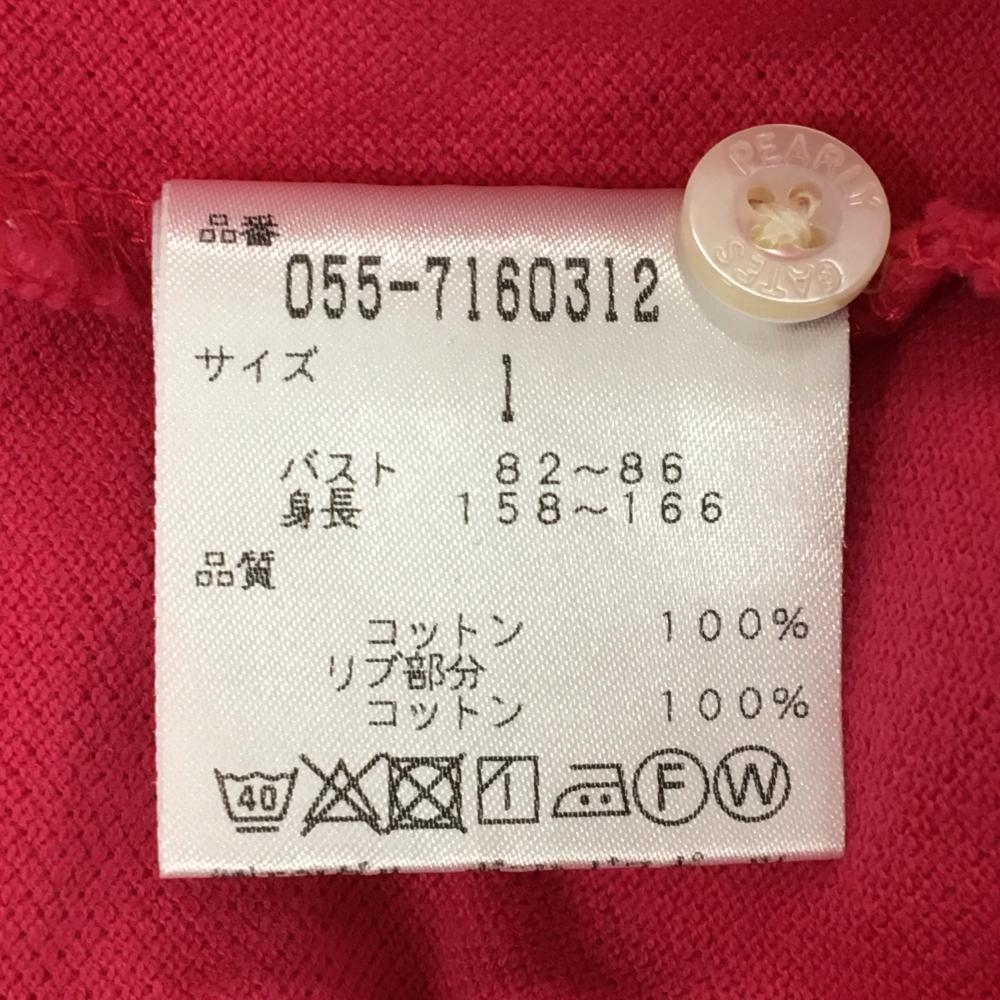 PEARLY GATES
品番
055-7160312
サイズ 1
バスト 82~86
身長 158~166
品質
コットン 100%
リブ部分
コットン 100%
40 1 F W